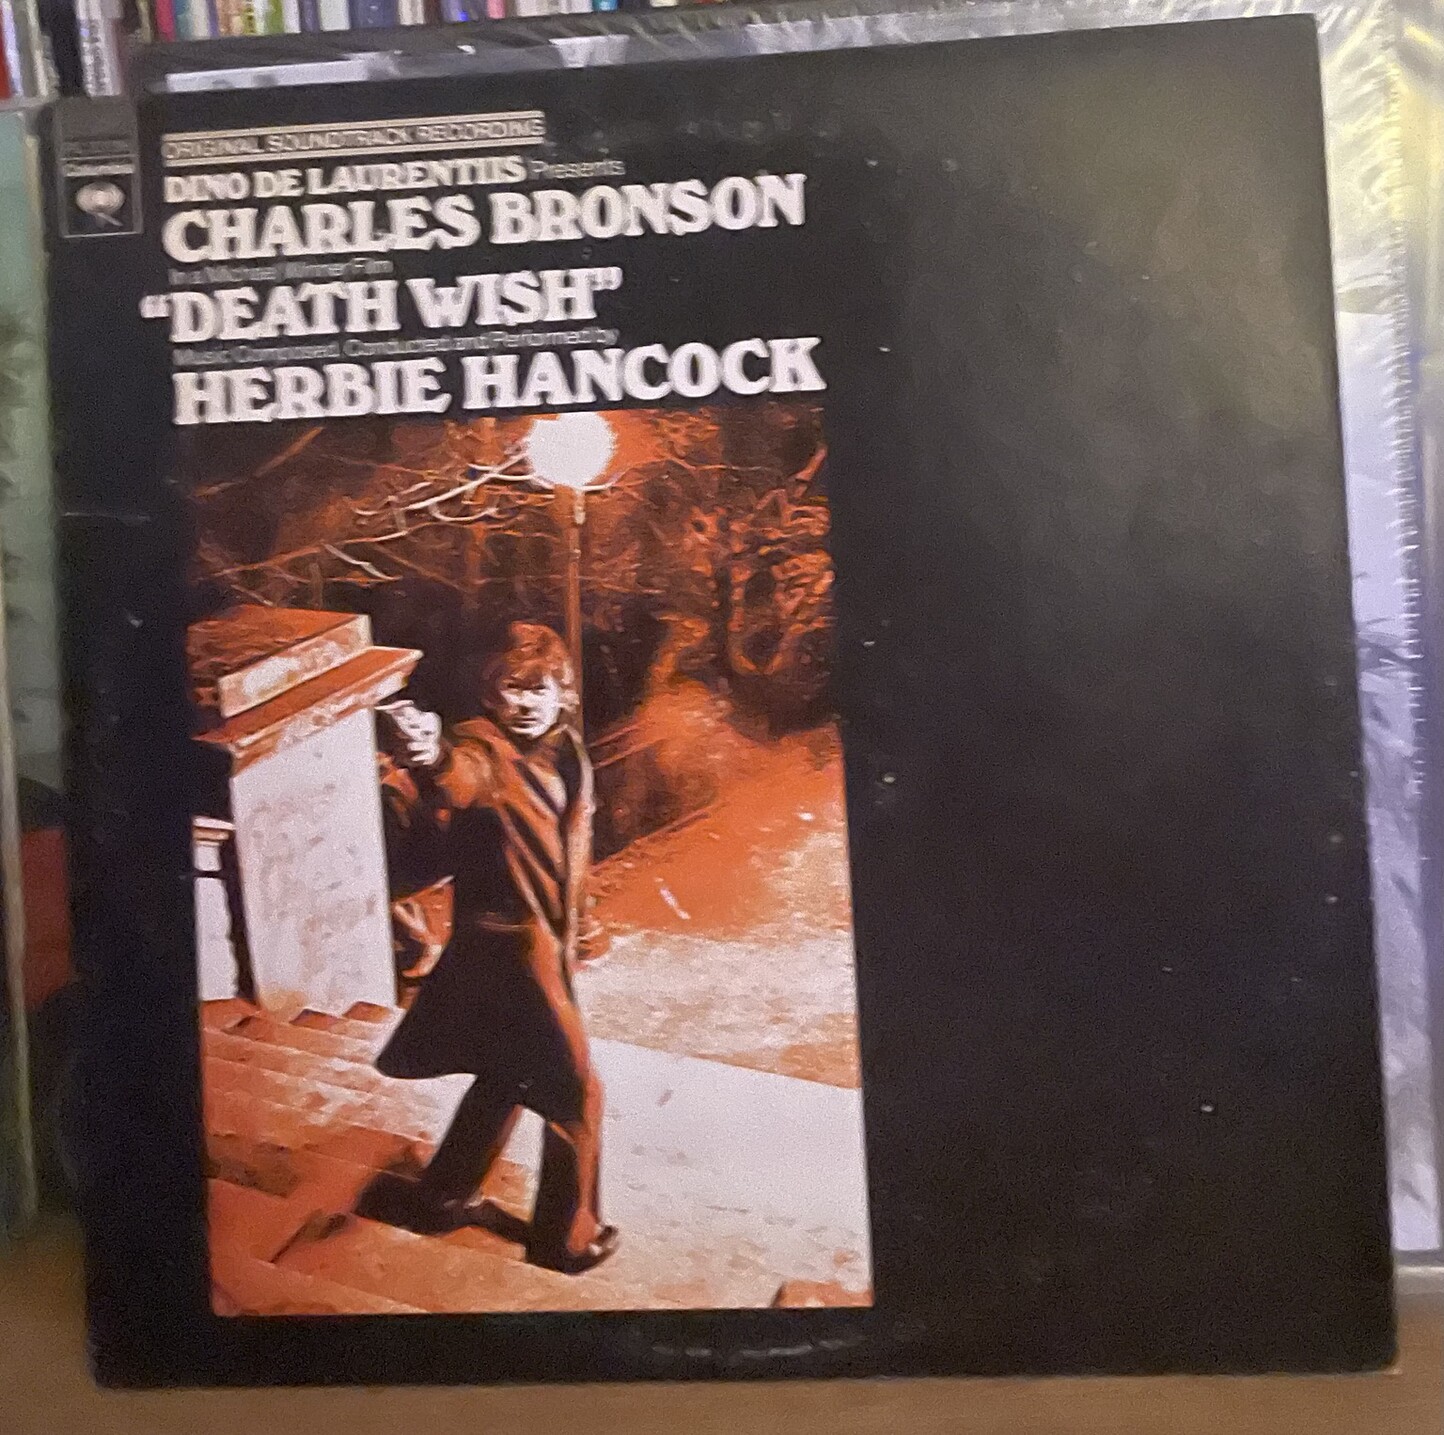 ORIGINAL SOUNDTRACK RECORDING
DINO DE LAURENTIIS Presents
CHARLES BRONSON
In a Michael Winner Film
“DEATH WISH”
Music Composed, Conducted and Performed by
HERBIE HANCOCK